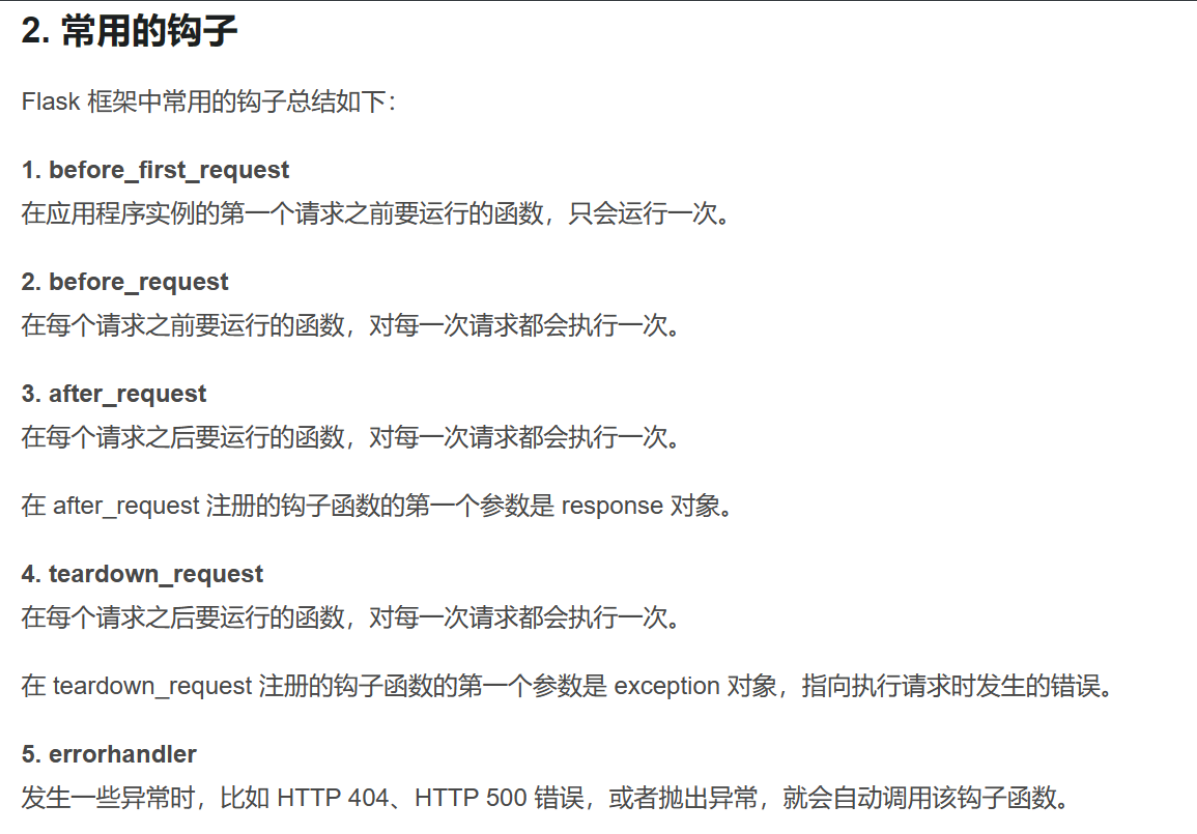 2. 常用的钩子
Flask 框架中常用的钩子总结如下：
1. before_first_request
在应用程序实例的第一个请求之前要运行的函数，只会运行一次。
2. before_request
在每个请求之前要运行的函数，对每一次请求都会执行一次。
3. after_request
在每个请求之后要运行的函数，对每一次请求都会执行一次。
在 after_request 注册的钩子函数的第一个参数是 response 对象。
4. teardown_request
在每个请求之后要运行的函数，对每一次请求都会执行一次。
在 teardown_request 注册的钩子函数的第一个参数是 exception 对象，指向执行请求时发生的错误。
5. errorhandler
发生一些异常时，比如 HTTP 404、HTTP 500 错误，或者抛出异常，就会自动调用该钩子函数。